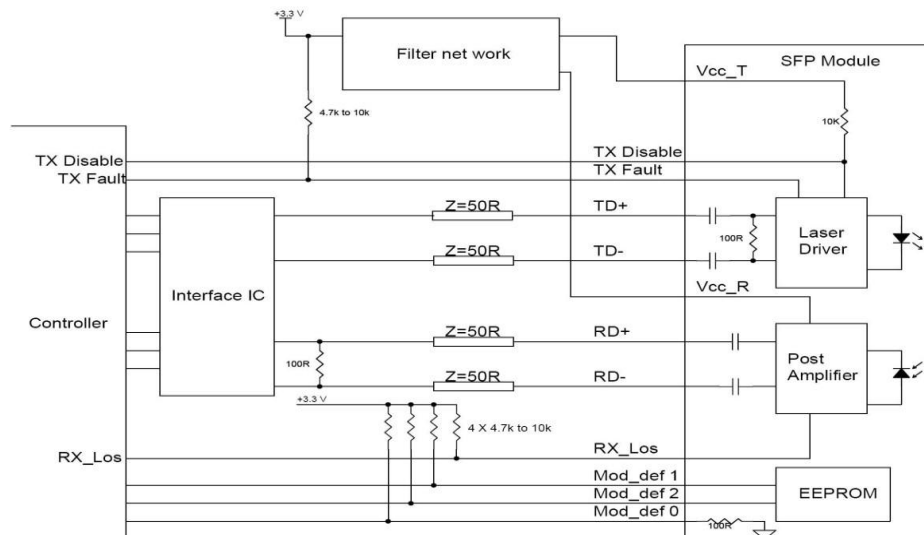 +3.3 V
Filter net work
SFP Module
Vcc_T
4.7k to 10k
10K
TX Disable
TX Disable
TX Fault
TX Fault
Z=50R
TD+
100R
Laser
Driver
Z=50R
TD-
Interface IC
Vcc_R
Controller
Z=50R
RD+
100R
Post
Amplifier
Z=50R
RD-
+3.3 V
4 X 4.7k to 10k
RX_Los
RX_Los
Mod_def 1
Mod_def 2
EEPROM
Mod_def 0
100R